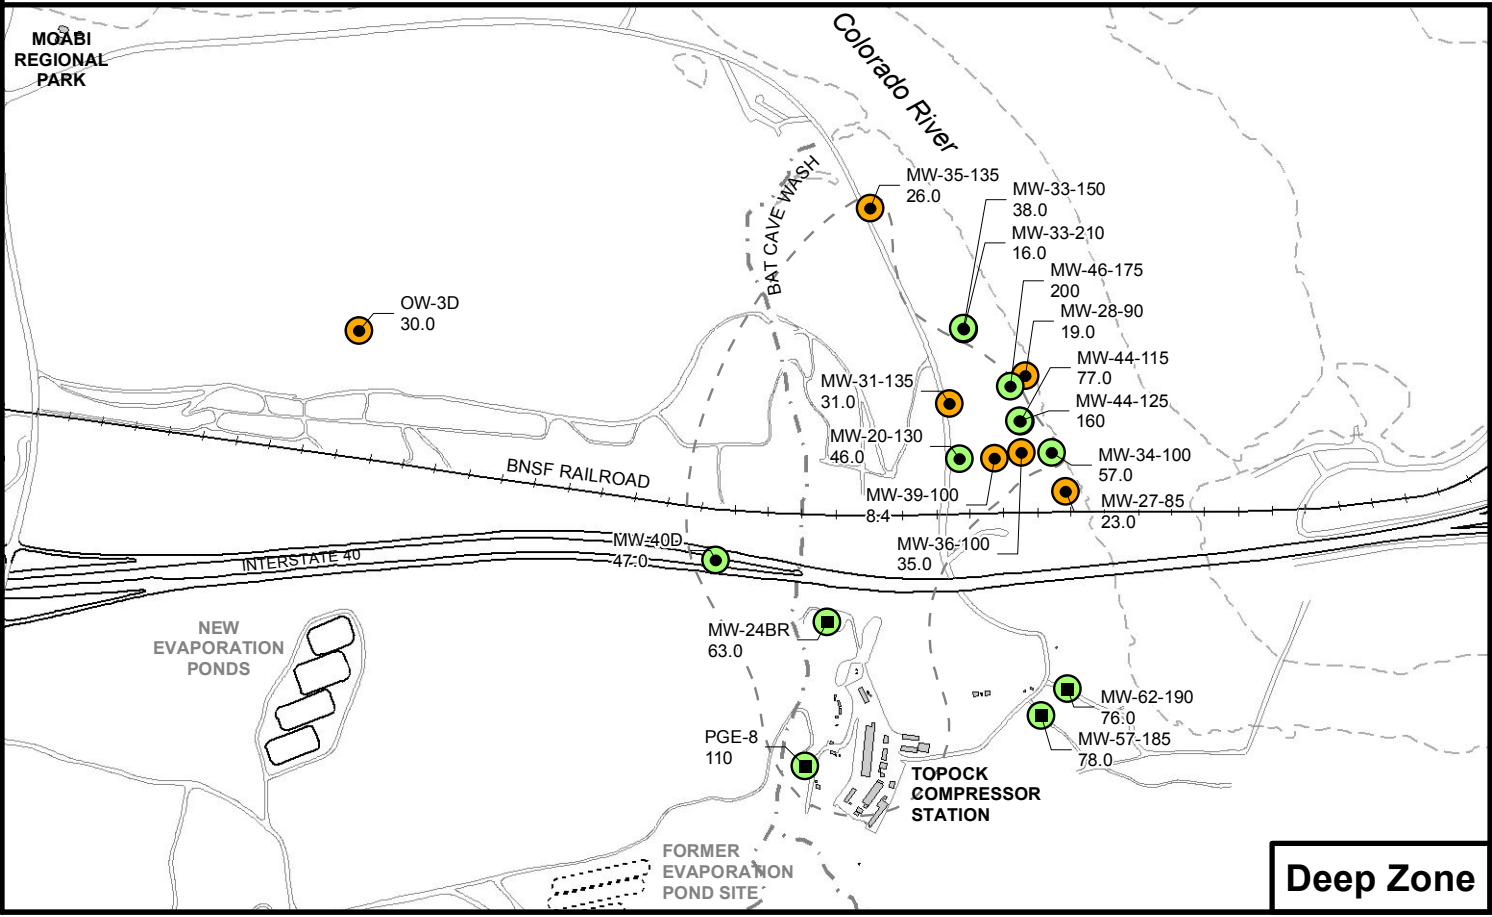 MOABI
REGIONAL
PARK
Colorado River
BAT CAVE WASH
MW-35-135
26.0
MW-33-150
38.0
MW-33-210
16.0
MW-46-175
200
MW-28-90
19.0
MW-44-115
77.0
MW-44-125
160
OW-3D
30.0
MW-31-135
31.0
MW-20-130
46.0
MW-34-100
57.0
MW-39-100
8.4
MW-27-85
23.0
MW-36-100
35.0
BNSF RAILROAD
INTERSTATE 40
MW-40D
47.0
NEW
EVAPORATION
PONDS
MW-24BR
63.0
MW-62-190
76.0
MW-57-185
78.0
PGE-8
110
TOPOCK
COMPRESSOR
STATION
FORMER
EVAPORATION
POND SITE
Deep Zone